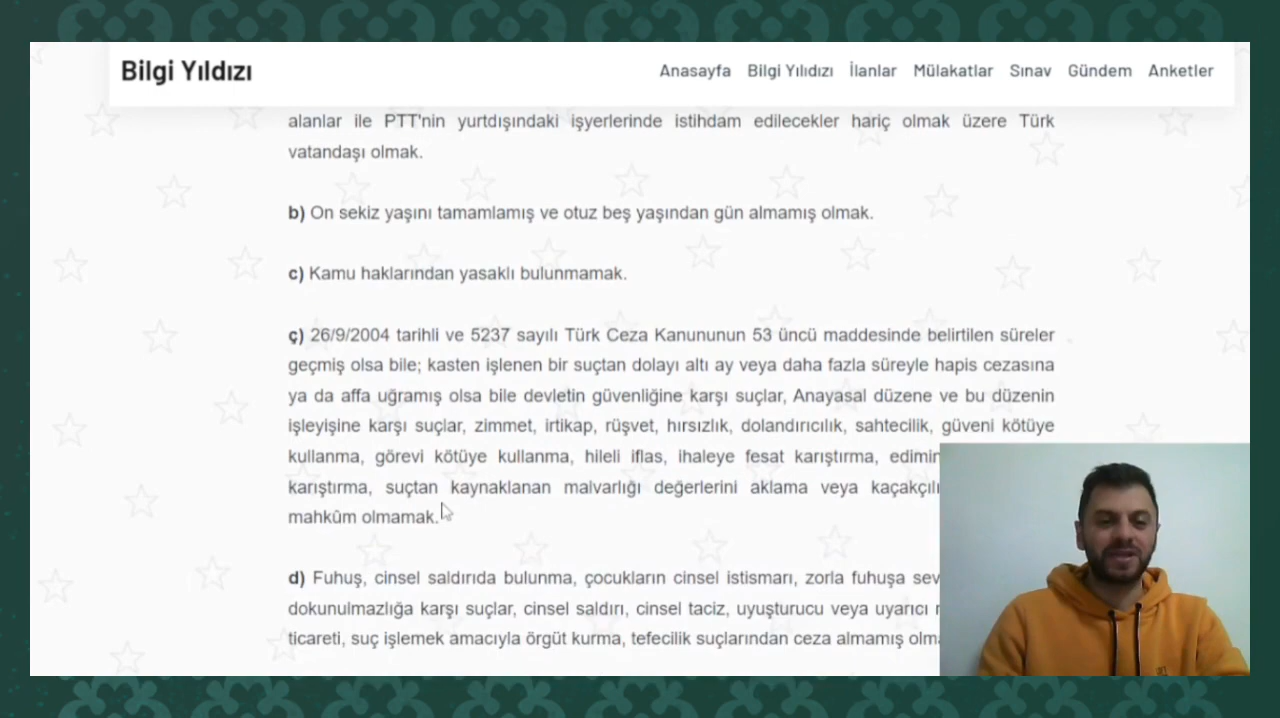 Bilgi Yıldızı
Anasayfa Bilgi Yılıdızı İlanlar Mülakatlar Sınav Gündem Anketler
alanlar ile PTT'nin yurtdışındaki işyerlerinde istihdam edilecekler hariç olmak üzere Türk
vatandaşı olmak.
b) On sekiz yaşını tamamlamış ve otuz beş yaşından gün almamış olmak.
c) Kamu haklarından yasaklı bulunmamak.
ç) 26/9/2004 tarihli ve 5237 sayılı Türk Ceza Kanununun 53 üncü maddesinde belirtilen süreler
geçmiş olsa bile; kasten işlenen bir suçtan dolayı altı ay veya daha fazla süreyle hapis cezasına
ya da affa uğramış olsa bile devletin güvenliğine karşı suçlar, Anayasal düzene ve bu düzenin
işleyişine karşı suçlar, zimmet, irtikap, rüşvet, hırsızlık, dolandırıcılık, sahtecilik, güveni kötüye
kullanma, görevi kötüye kullanma, hileli iflas, ihaleye fesat karıştırma,
karıştırma, suçtan kaynaklanan malvarlığı değerlerini aklama veya
mahkûm olmamak.
d) Fuhuş, cinsel saldırıda bulunma, çocukların cinsel istismarı, zorla fuhuşa
dokunulmazlığa karşı suçlar, cinsel saldırı, cinsel taciz, uyuşturucu veya uyarıcı
ticareti, suç işlemek amacıyla örgüt kurma, tefecilik suçlarından ceza almamış